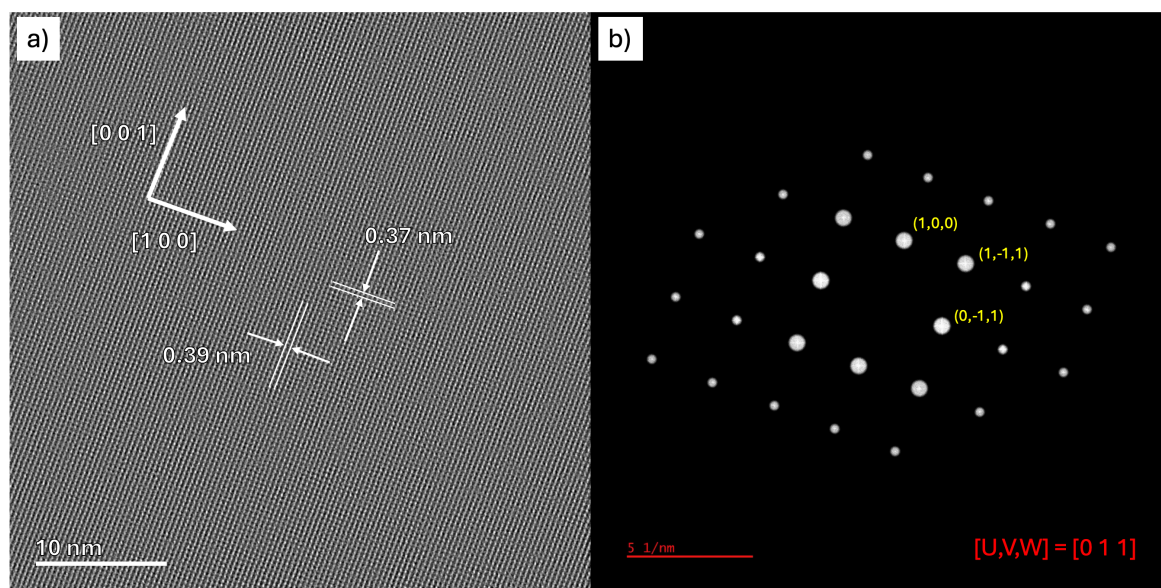 a)
[0 0 1]
[1 0 0]
0.37 nm
0.39 nm
10 nm
b)
(1,0,0)
(1,-1,1)
(0,-1,1)
5 1/nm
[U,V,W] = [0 1 1]